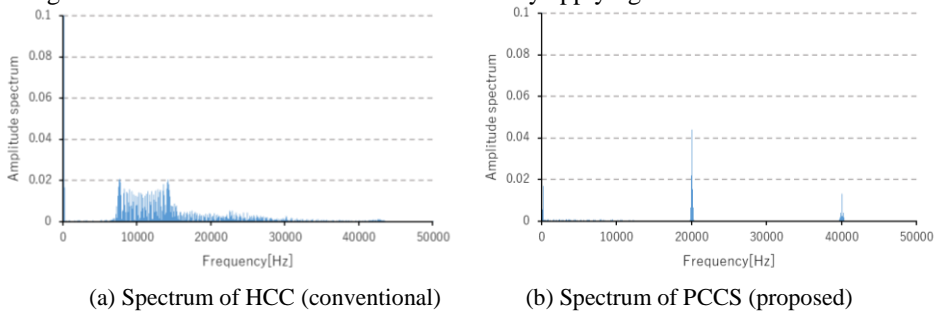 0.1
0.08
0.06
0.04
0.02
0
Amplitude spectrum
0 10000 20000 30000 40000 50000
Frequency[Hz]
(a) Spectrum of HCC (conventional)
0.1
0.08
0.06
0.04
0.02
0
Amplitude spectrum
0 10000 20000 30000 40000 50000
Frequency[Hz]
(b) Spectrum of PCCS (proposed)